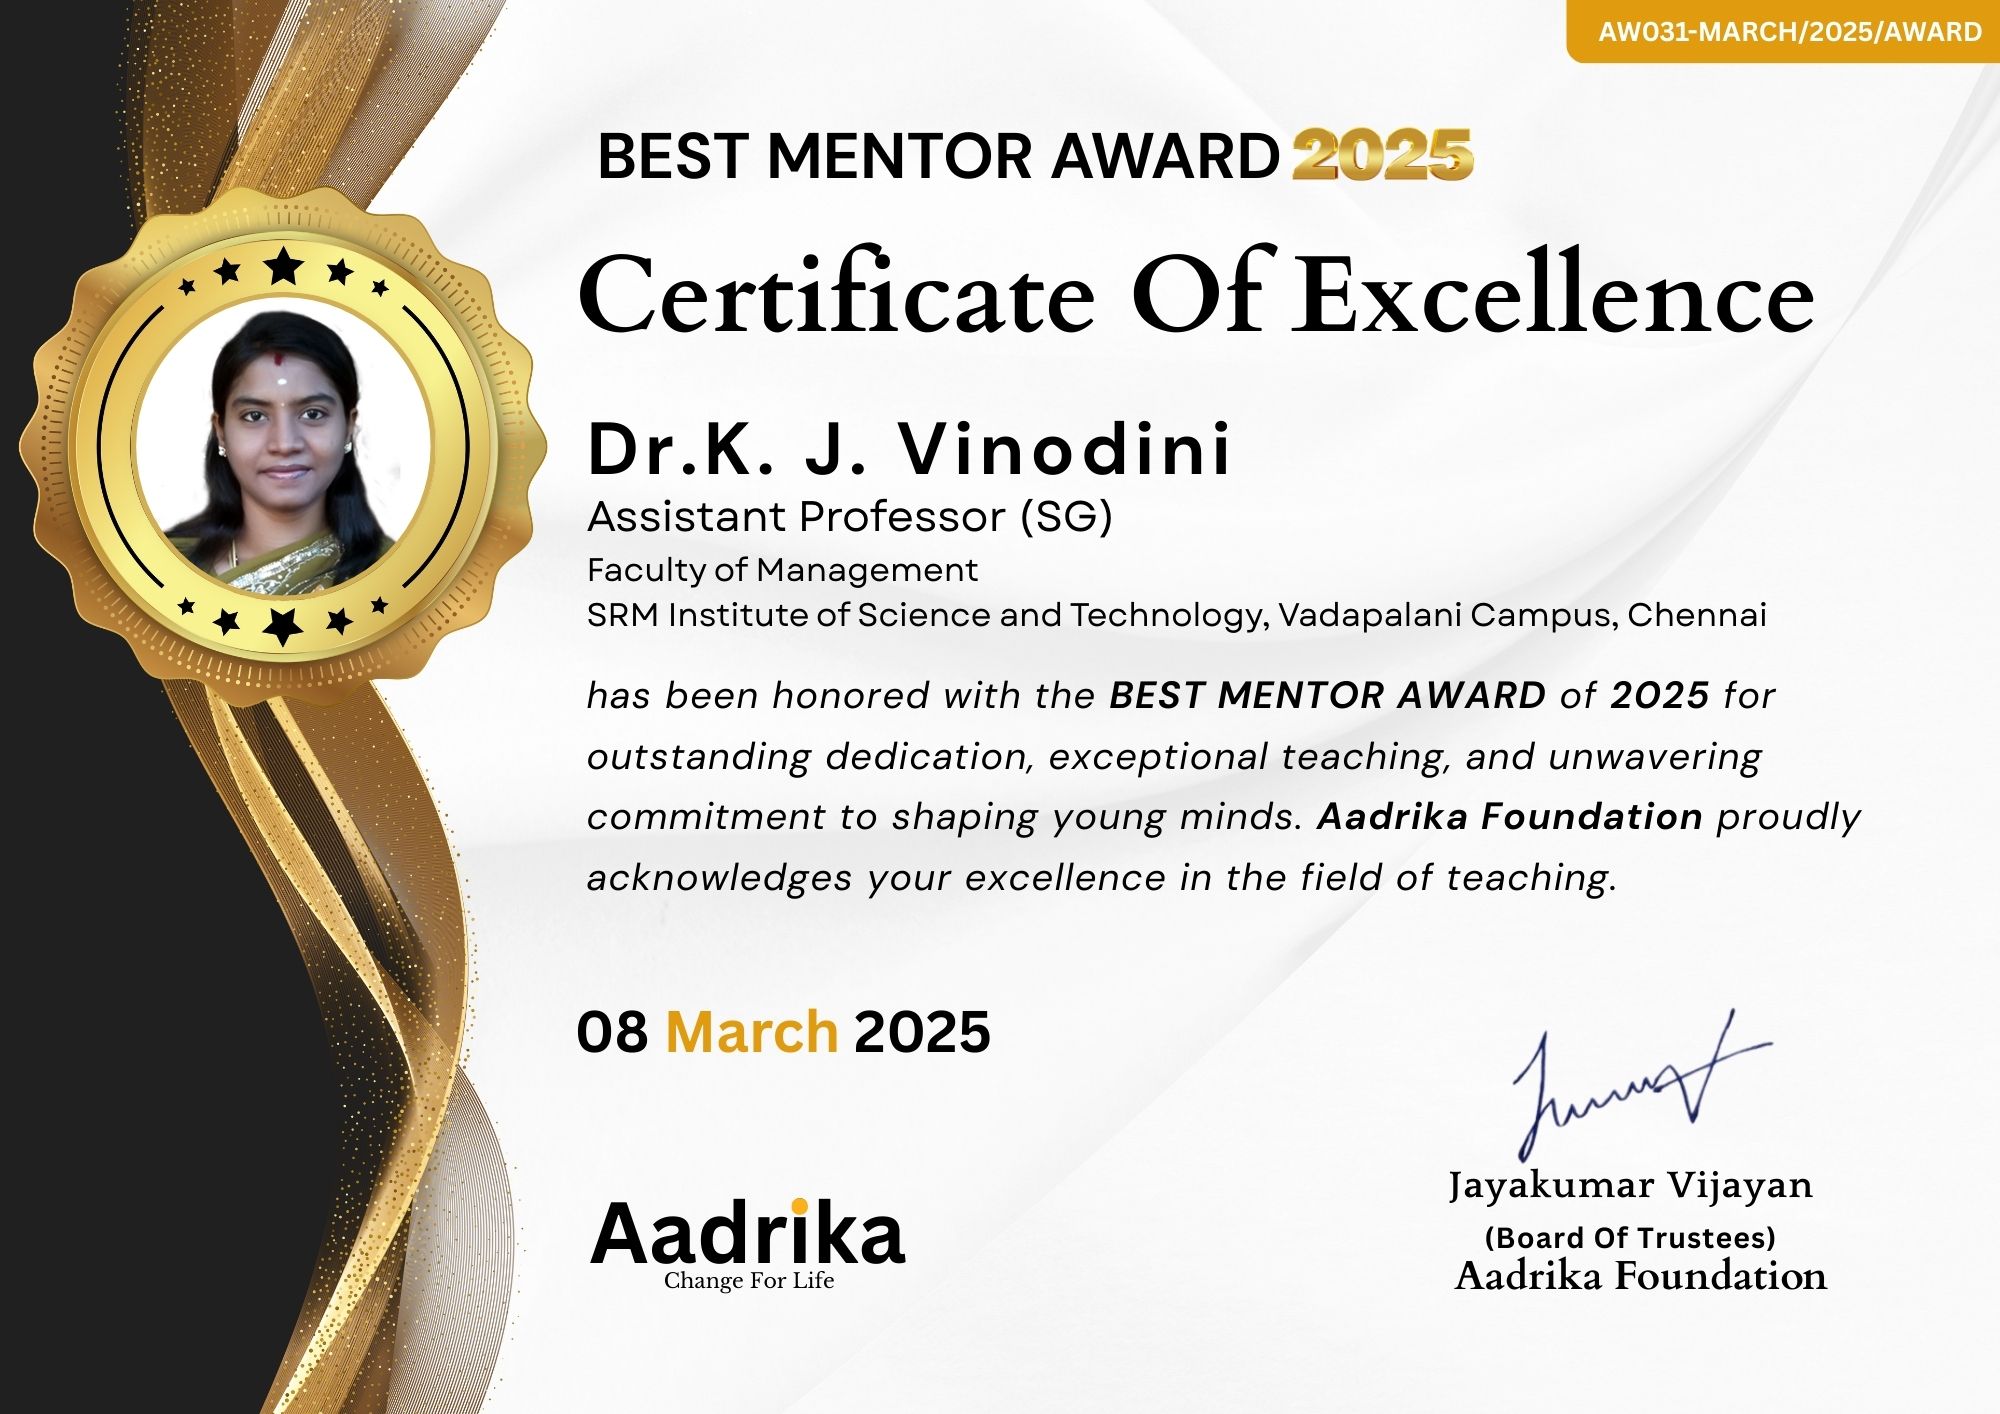 AW031-MARCH/2025/AWARD
BEST MENTOR AWARD 2025
Certificate Of Excellence
Dr.K. J. Vinodini
Assistant Professor (SG)
Faculty of Management
SRM Institute of Science and Technology, Vadapalani Campus, Chennai
has been honored with the BEST MENTOR AWARD of 2025 for
outstanding dedication, exceptional teaching, and unwavering
commitment to shaping young minds. Aadrika Foundation proudly
acknowledges your excellence in the field of teaching.
08 March 2025
Aadrika
Change For Life
Jayakumar Vijayan
(Board Of Trustees)
Aadrika Foundation